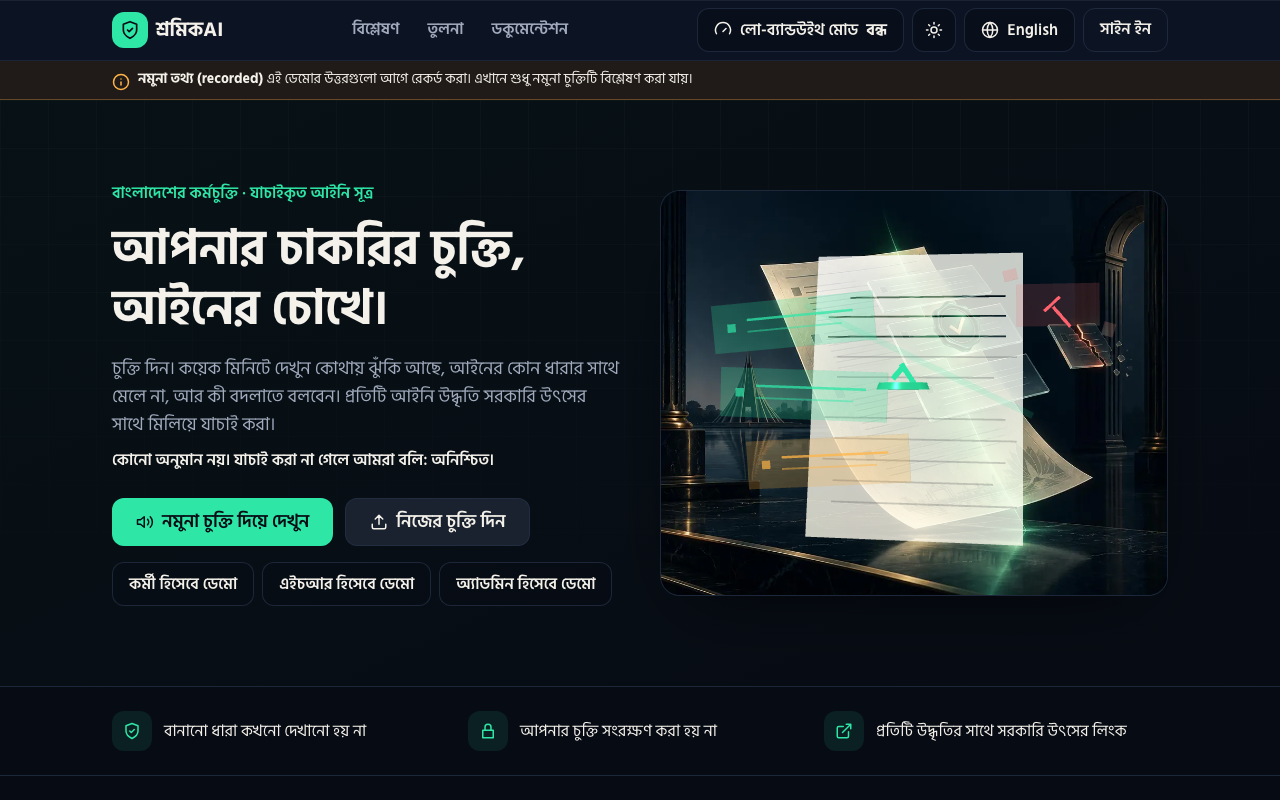 শ্রমিকAI
বিশ্লেষণ
তুলনা
ডকুমেন্টেশন
লো-ব্যান্ডউইথ মোড বন্ধ
English
সাইন ইন
নমুনা তথ্য (recorded) এই ডেমোর উত্তরগুলো আগে রেকর্ড করা। এখানে শুধু নমুনা চুক্তিটি বিশ্লেষণ করা যায়।
বাংলাদেশের কর্মচুক্তি · যাচাইকৃত আইনি সূত্র
আপনার চাকরির চুক্তি,
আইনের চোখে।
চুক্তি দিন। কয়েক মিনিটে দেখুন কোথায় ঝুঁকি আছে, আইনের কোন ধারার সাথে
মেলে না, আর কী বদলাতে বলবেন। প্রতিটি আইনি উদ্ধৃতি সরকারি উৎসের
সাথে মিলিয়ে যাচাই করা।
কোনো অনুমান নয়। যাচাই করা না গেলে আমরা বলি: অনিশ্চিত।
নমুনা চুক্তি দিয়ে দেখুন
নিজের চুক্তি দিন
কর্মী হিসেবে ডেমো
এইচআর হিসেবে ডেমো
অ্যাডমিন হিসেবে ডেমো
বানানো ধারা কখনো দেখানো হয় না
আপনার চুক্তি সংরক্ষণ করা হয় না
প্রতিটি উদ্ধৃতির সাথে সরকারি উৎসের লিংক